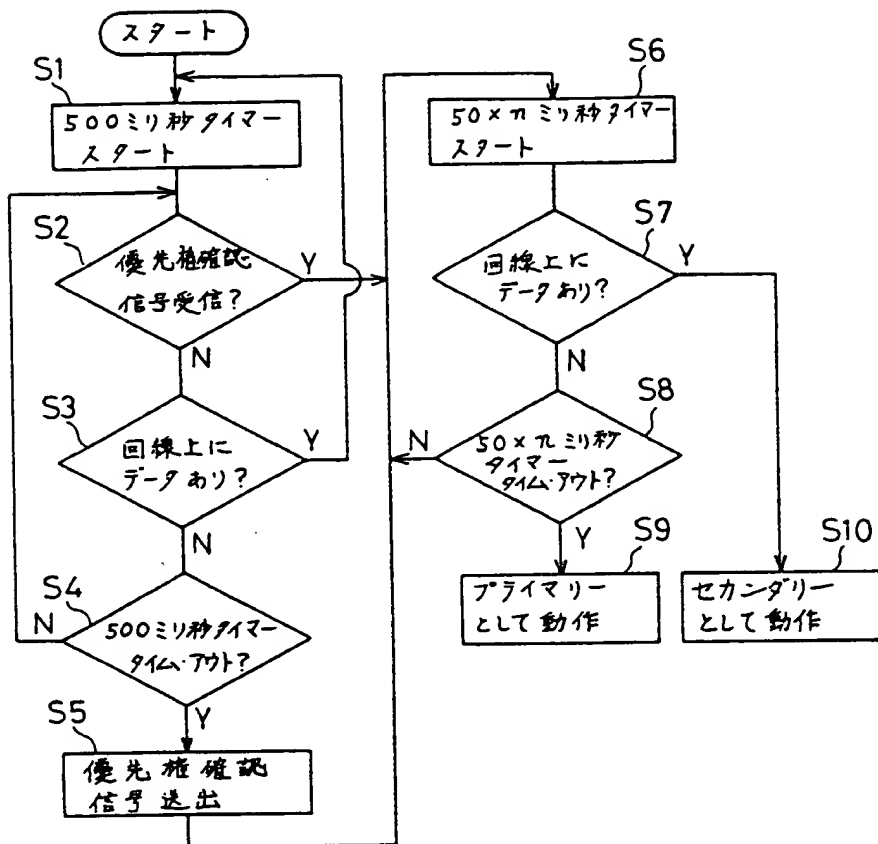 スタート
S1
500ミリ秒タイマー
スタート
S2
優先権確認
信号受信?
Y
N
S3
回線上に
データあり?
Y
N
S4
500ミリ秒タイマー
タイム・アウト?
N
Y
S5
優先権確認
信号送出
S6
50×nミリ秒タイマー
スタート
S7
回線上に
データあり?
Y
N
S8
50×nミリ秒
タイマー
タイム・アウト?
N
Y
S9
プライマリー
として動作
S10
セカンダリー
として動作